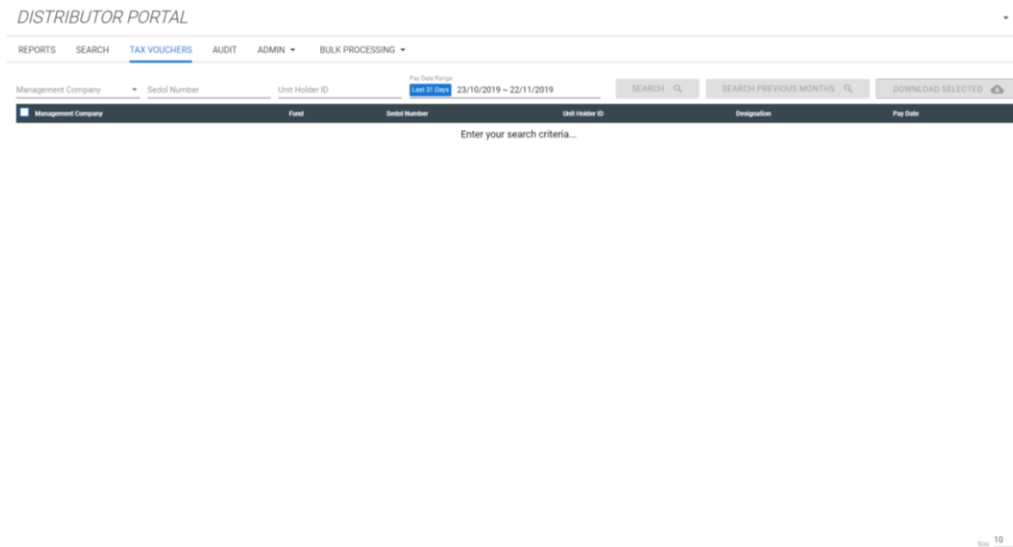 DISTRIBUTOR PORTAL
REPORTS SEARCH TAX VOUCHERS AUDIT ADMIN BULK PROCESSING
Pay Date Range
Management Company Sedol Number Unit Holder ID Last 31 Days 23/10/2019 ~ 22/11/2019 SEARCH SEARCH PREVIOUS MONTHS DOWNLOAD SELECTED
Management Company Fund Sedol Number Unit Holder ID Designation Pay Date
Enter your search criteria...
Size 10